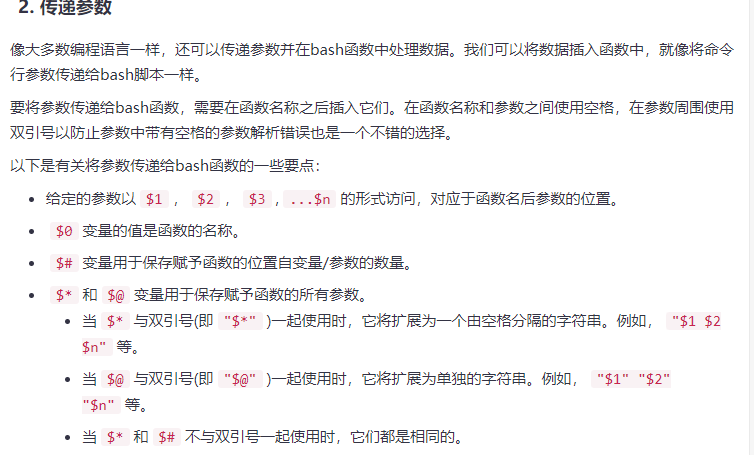 2. 传递参数
像大多数编程语言一样，还可以传递参数并在bash函数中处理数据。我们可以将数据插入函数中，就像将命令
行参数传递给bash脚本一样。
要将参数传递给bash函数，需要在函数名称之后插入它们。在函数名称和参数之间使用空格，在参数周围使用
双引号以防止参数中带有空格的参数解析错误也是一个不错的选择。
以下是有关将参数传递给bash函数的一些要点：
• 给定的参数以 $1 ， $2 ， $3 , ...$n 的形式访问，对应于函数名后参数的位置。
• $0 变量的值是函数的名称。
• $# 变量用于保存赋予函数的位置自变量/参数的数量。
• $* 和 $@ 变量用于保存赋予函数的所有参数。
• 当 $* 与双引号(即 "$*" )一起使用时，它将扩展为一个由空格分隔的字符串。例如， "$1 $2
$n" 等。
• 当 $@ 与双引号(即 "$@" )一起使用时，它将扩展为单独的字符串。例如， "$1" "$2"
"$n" 等。
• 当 $* 和 $# 不与双引号一起使用时，它们都是相同的。